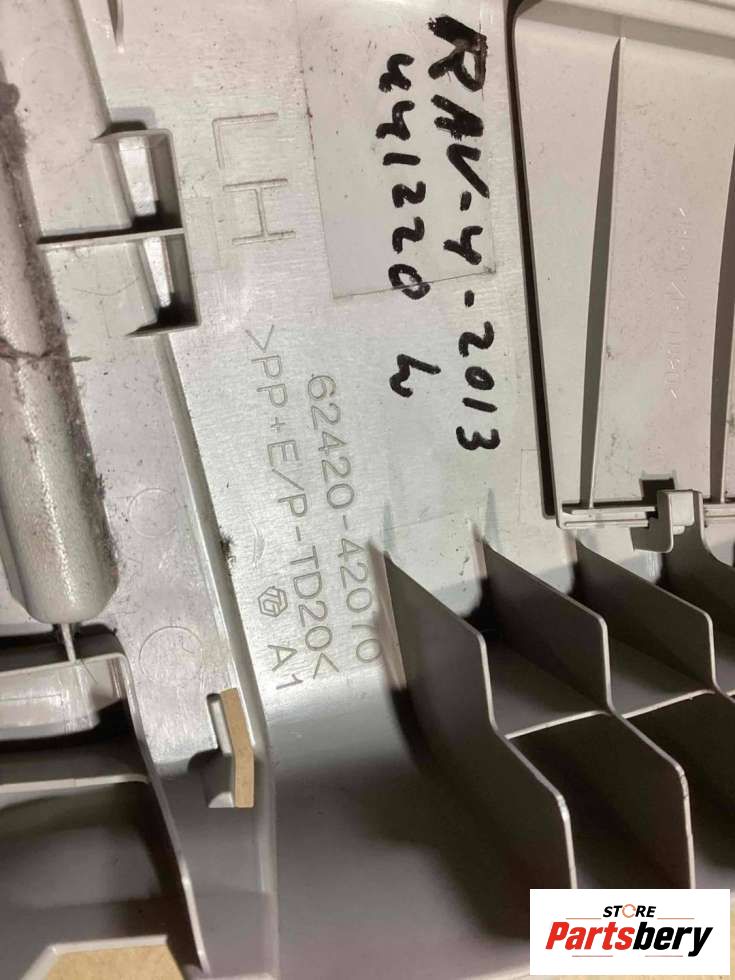 RAV-4-2013
441220 L
LH
62420-42070
>PP+E/P-TD20<
A1
STORE
Partsbery